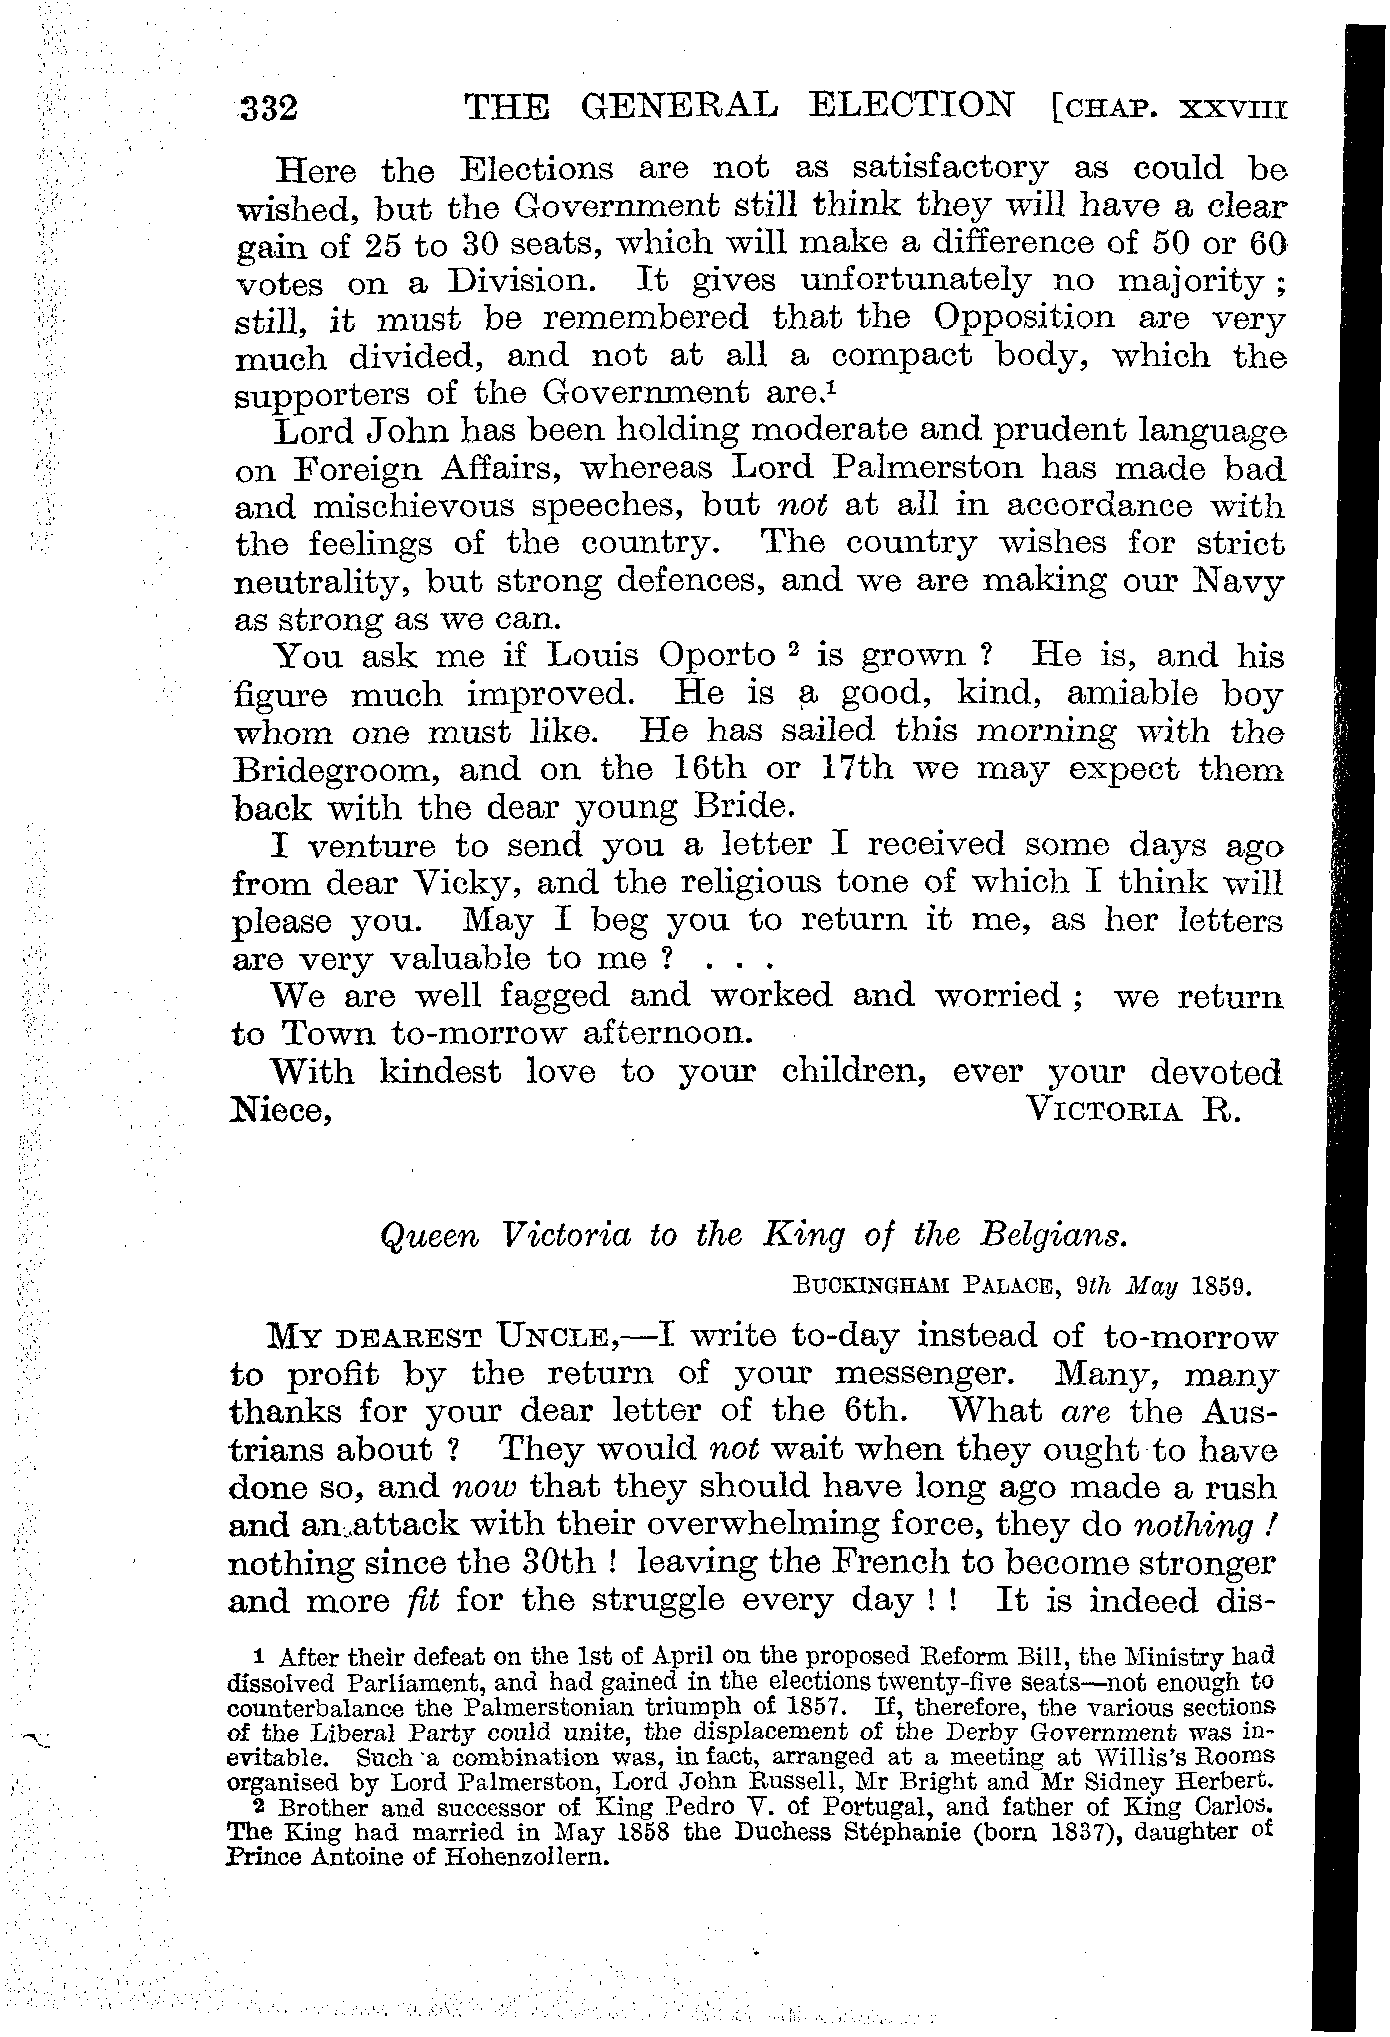 332 THE GENERAL ELECTION [CHAP. XXVIII
Here the Elections are not as satisfactory as could be
wished, but the Government still think they will have a clear
gain of 25 to 30 seats, which will make a difference of 50 or 60
votes on a Division. It gives unfortunately no majority ;
still, it must be remembered that the Opposition are very
much divided, and not at all a compact body, which the
supporters of the Government are.¹
Lord John has been holding moderate and prudent language
on Foreign Affairs, whereas Lord Palmerston has made bad
and mischievous speeches, but not at all in accordance with
the feelings of the country. The country wishes for strict
neutrality, but strong defences, and we are making our Navy
as strong as we can.
You ask me if Louis Oporto ² is grown ? He is, and his
figure much improved. He is a good, kind, amiable boy
whom one must like. He has sailed this morning with the
Bridegroom, and on the 16th or 17th we may expect them
back with the dear young Bride.
I venture to send you a letter I received some days ago
from dear Vicky, and the religious tone of which I think will
please you. May I beg you to return it me, as her letters
are very valuable to me ? . . .
We are well fagged and worked and worried ; we return
to Town to-morrow afternoon.
With kindest love to your children, ever your devoted
Niece, VICTORIA R.
Queen Victoria to the King of the Belgians.
BUCKINGHAM PALACE, 9th May 1859.
MY DEAREST UNCLE,—I write to-day instead of to-morrow
to profit by the return of your messenger. Many, many
thanks for your dear letter of the 6th. What are the Aus-
trians about ? They would not wait when they ought to have
done so, and now that they should have long ago made a rush
and an attack with their overwhelming force, they do nothing !
nothing since the 30th ! leaving the French to become stronger
and more fit for the struggle every day ! ! It is indeed dis-
1 After their defeat on the 1st of April on the proposed Reform Bill, the Ministry had
dissolved Parliament, and had gained in the elections twenty-five seats—not enough to
counterbalance the Palmerstonian triumph of 1857. If, therefore, the various sections
of the Liberal Party could unite, the displacement of the Derby Government was in-
evitable. Such a combination was, in fact, arranged at a meeting at Willis's Rooms
organised by Lord Palmerston, Lord John Russell, Mr Bright and Mr Sidney Herbert.
2 Brother and successor of King Pedro V. of Portugal, and father of King Carlos.
The King had married in May 1858 the Duchess Stéphanie (born 1837), daughter of
Prince Antoine of Hohenzollern.